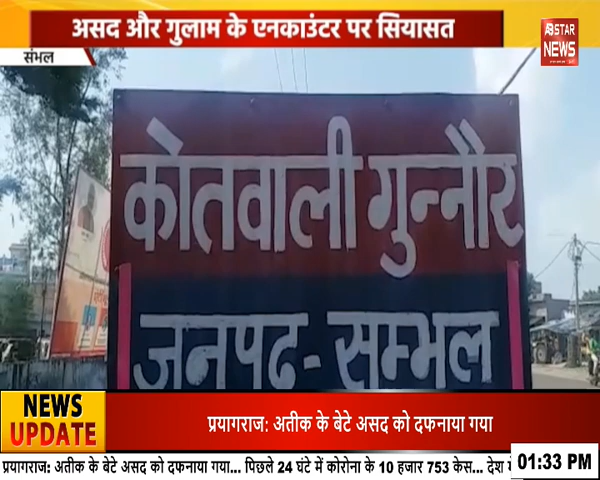 असद और गुलाम के एनकाउंटर पर सियासत
संभल
STAR
NEWS
कोतवाली गुन्नौर
जनपद - सम्भल
NEWS
UPDATE
प्रयागराज: अतीक के बेटे असद को दफनाया गया
प्रयागराज: अतीक के बेटे असद को दफनाया गया... पिछले 24 घंटे में कोरोना के 10 हजार 753 केस... देश में
01:33 PM